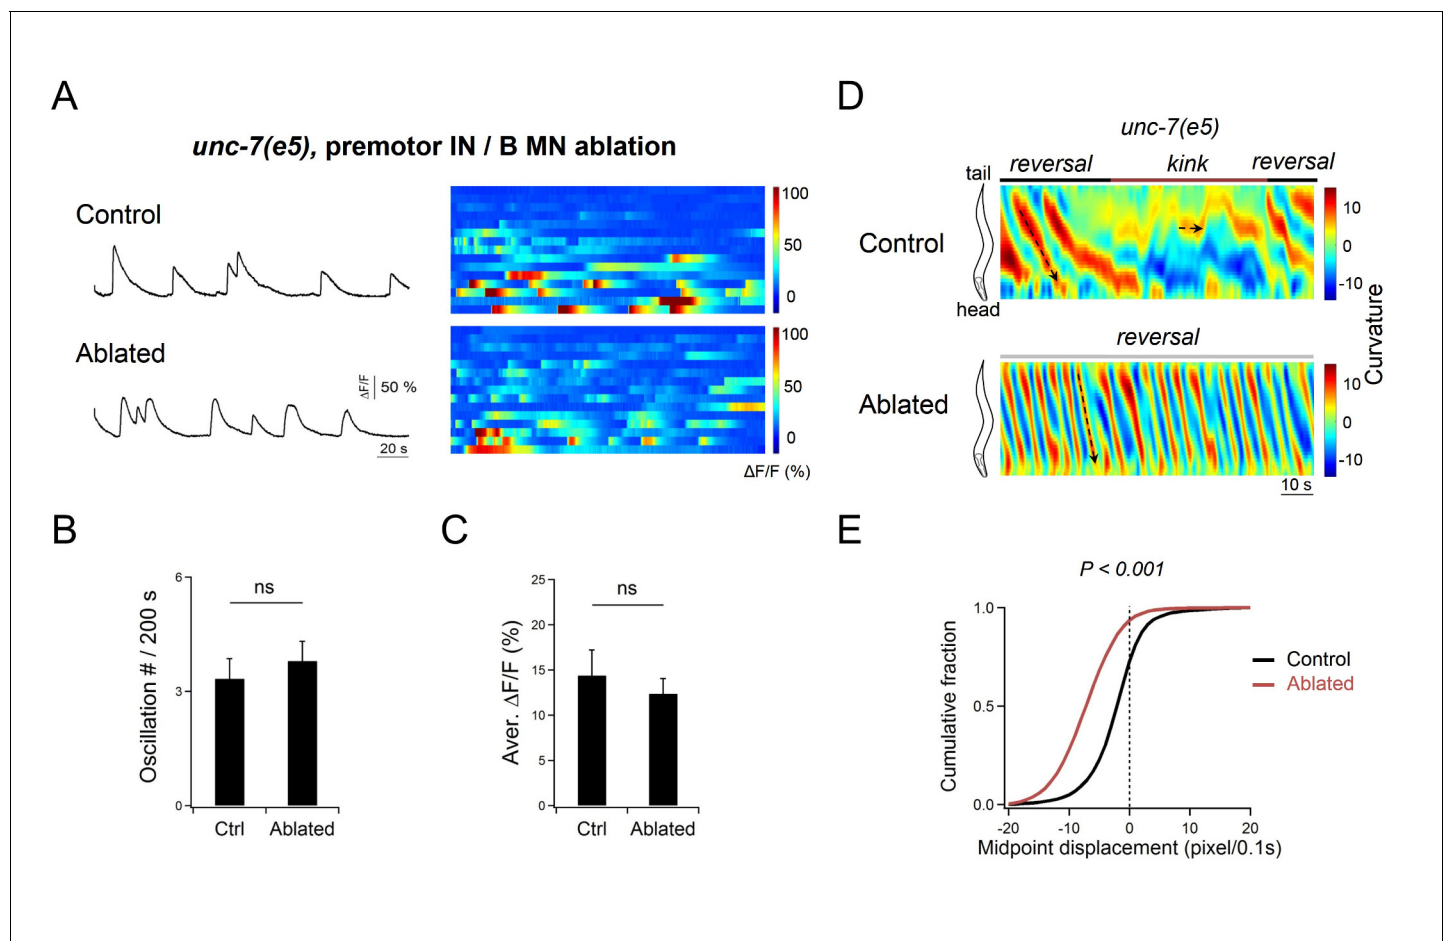 A
unc-7(e5), premotor IN / B MN ablation
Control
100
50
0
Ablated
ΔF/F
50 %
20 s
100
50
0
ΔF/F (%)
D
unc-7(e5)
reversal kink reversal
tail
Control
head
10
0
-10
reversal
Ablated
10
0
-10
Curvature
10 s
B
Oscillation # / 200 s
6
3
0
ns
Ctrl Ablated
C
Aver. ΔF/F (%)
25
20
15
10
5
0
ns
Ctrl Ablated
E
P < 0.001
Cumulative fraction
1.0
0.5
0.0
-20 -10 0 10 20
Midpoint displacement (pixel/0.1s)
Control
Ablated